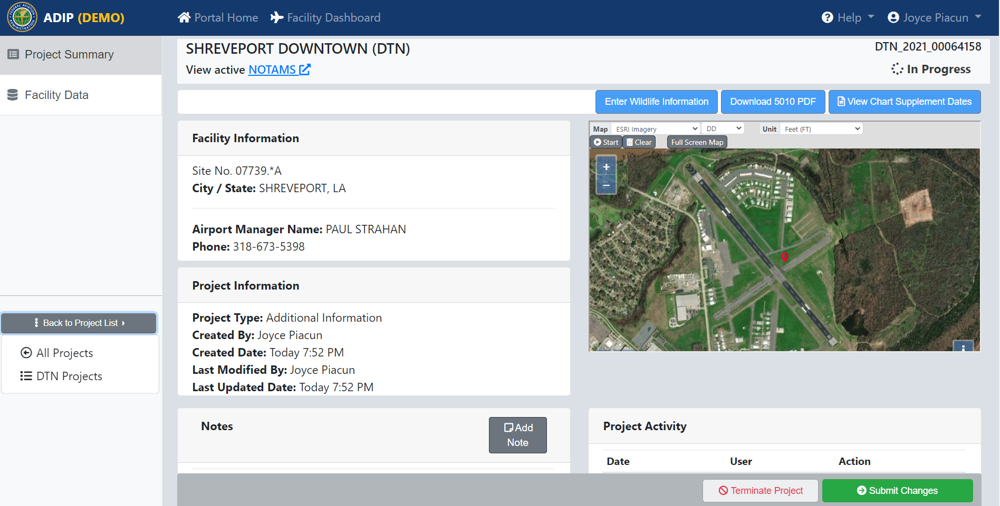 ADIP (DEMO)
Portal Home
Facility Dashboard
Help
Joyce Piacun
Project Summary
Facility Data
Back to Project List
All Projects
DTN Projects
SHREVEPORT DOWNTOWN (DTN)
DTN_2021_00064158
View active NOTAMS
In Progress
Enter Wildlife Information
Download 5010 PDF
View Chart Supplement Dates
Facility Information
Site No. 07739.*A
City / State: SHREVEPORT, LA
Airport Manager Name: PAUL STRAHAN
Phone: 318-673-5398
Map ESRI Imagery DD Unit Feet (FT)
Start Clear Full Screen Map
+
−
i
Project Information
Project Type: Additional Information
Created By: Joyce Piacun
Created Date: Today 7:52 PM
Last Modified By: Joyce Piacun
Last Updated Date: Today 7:52 PM
Notes
Add
Note
Project Activity
Date User Action
Terminate Project
Submit Changes